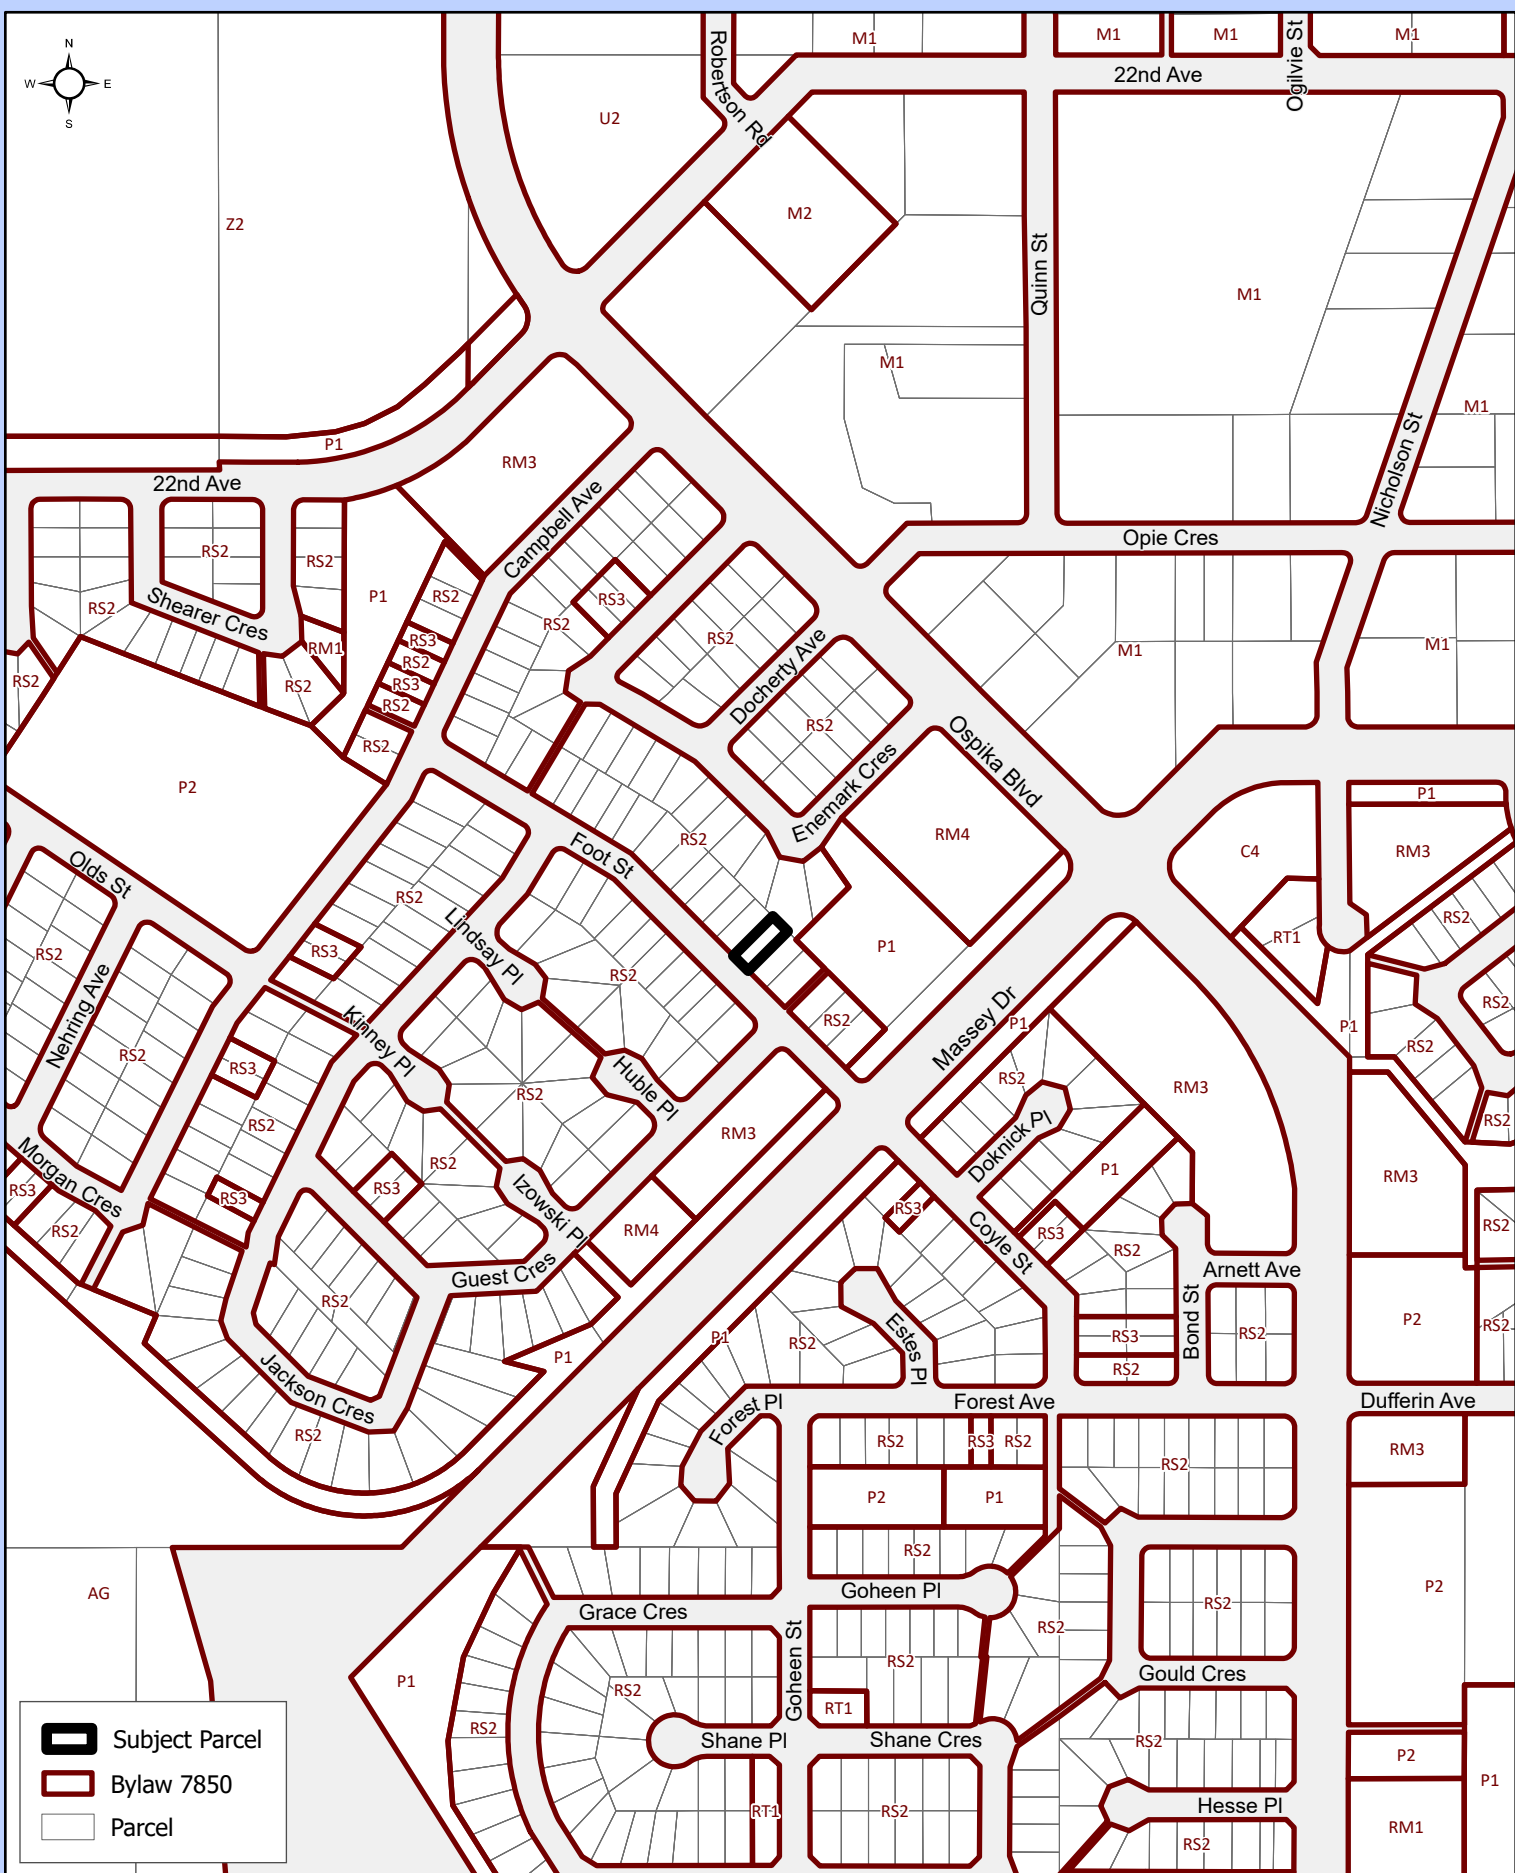 N
W E
S
Robertson Rd
M1
M1
M1
Ogilvie St
M1
22nd Ave
U2
Z2
M2
Quinn St
M1
M1
M1
Nicholson St
P1
RM3
22nd Ave
Campbell Ave
Opie Cres
RS2
RS2
RS2
Shearer Cres
P1
RS2
RS3
RS2
RS3
RS2
RS2
RM1
RS2
RS2
RS3
RS2
RS2
Docherty Ave
RS2
M1
M1
Ospika Blvd
Enemark Cres
P2
RM4
P1
C4
RM3
RS2
Foot St
Olds St
RS2
RS2
RT1
Lindsay Pl
RS3
RS2
P1
RS2
RS2
Nehring Ave
Kinney Pl
RS2
Massey Dr
P1
P1
RS2
RS2
RS3
RS2
Huble Pl
RS2
RM3
RS2
RS2
RM3
Doknick Pl
Morgan Cres
RS2
RS3
RS2
RS3
RS3
Izowski Pl
RM4
RS3
P1
RM3
RS2
Coyle St
RS3
RS2
RS2
Guest Cres
Arnett Ave
RS2
P1
RS2
Estes Pl
RS3
RS2
Bond St
RS2
P2
RS2
P1
Jackson Cres
RS2
Forest Pl
Forest Ave
Dufferin Ave
RS2
RS3
RS2
RS2
RM3
P2
P1
RS2
AG
Goheen Pl
RS2
P2
Grace Cres
Goheen St
RS2
RS2
P1
RS2
RS2
RT1
Gould Cres
RS2
Shane Pl
Shane Cres
RS2
P2
P1
RT1
RS2
Hesse Pl
RS2
RM1
Subject Parcel
Bylaw 7850
Parcel